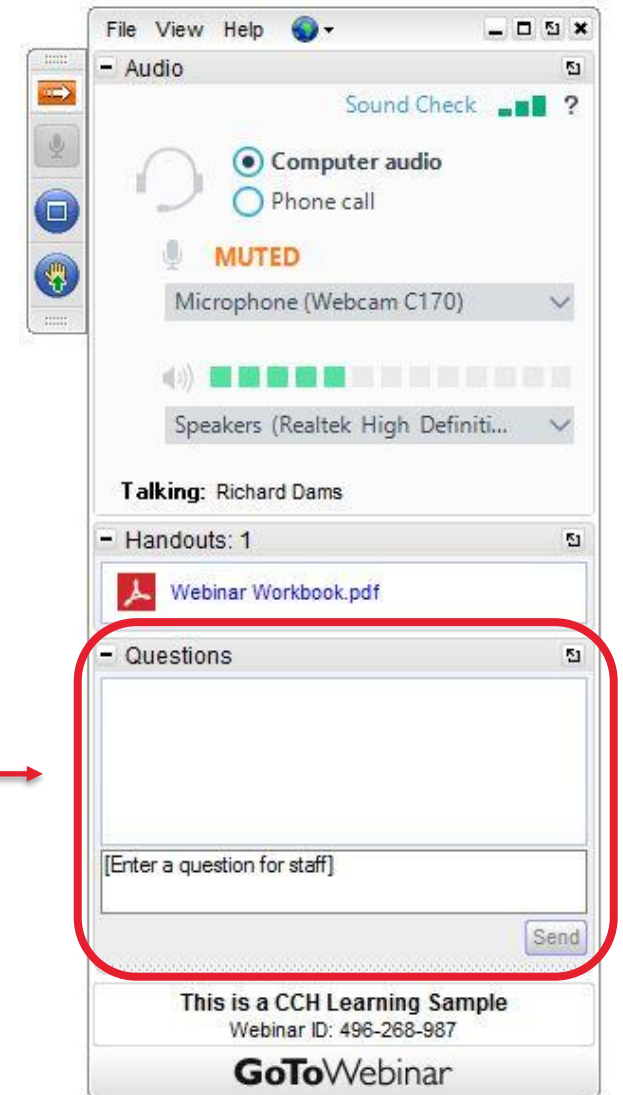 File View Help
Audio
Sound Check ?
Computer audio
Phone call
MUTED
Microphone (Webcam C170)
Speakers (Realtek High Definiti...
Talking: Richard Dams
Handouts: 1
Webinar Workbook.pdf
Questions
[Enter a question for staff]
Send
This is a CCH Learning Sample
Webinar ID: 496-268-987
GoToWebinar